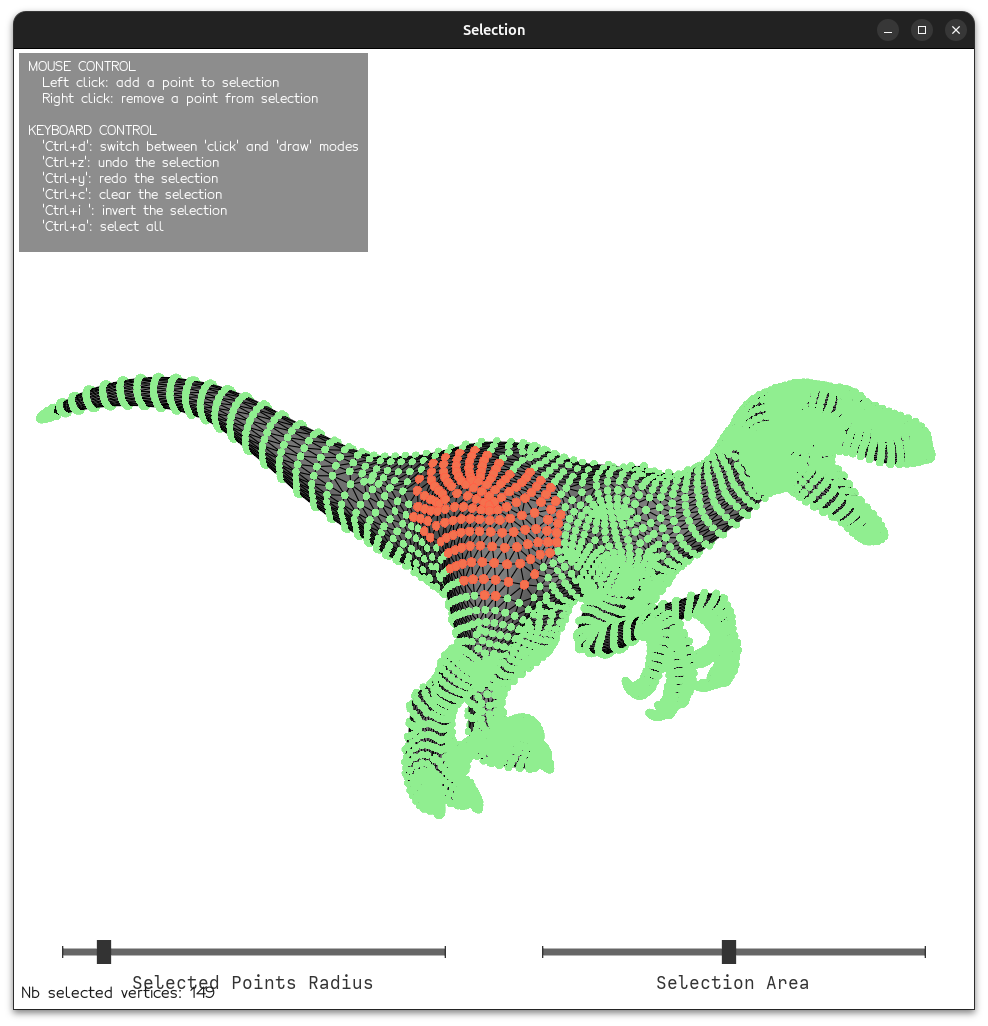 Selection
MOUSE CONTROL
Left click: add a point to selection
Right click: remove a point from selection
KEYBOARD CONTROL
'Ctrl+d': switch between 'click' and 'draw' modes
'Ctrl+z': undo the selection
'Ctrl+y': redo the selection
'Ctrl+c': clear the selection
'Ctrl+i ': invert the selection
'Ctrl+a': select all
Selected Points Radius
Selection Area
Nb selected vertices: 149